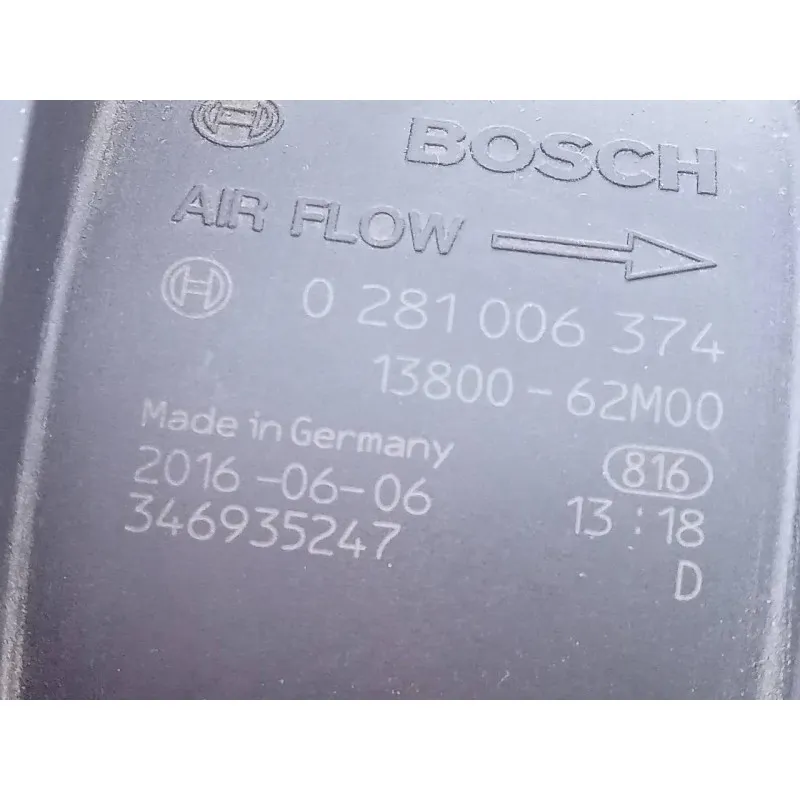 BOSCH
AIR FLOW
0 281 006 374
13800-62M00
Made in Germany
816
2016-06-06
13:18
346935247
D